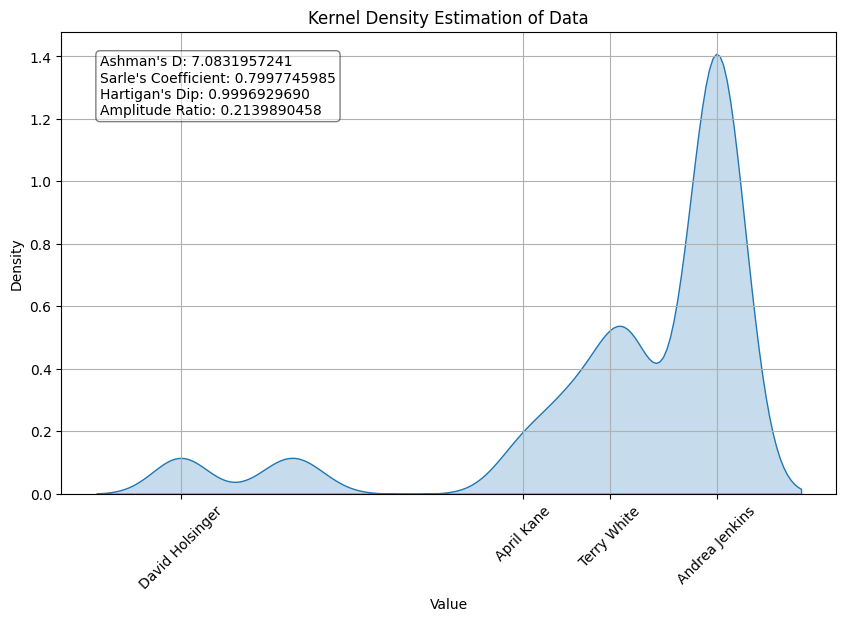 Kernel Density Estimation of Data
Ashman's D: 7.0831957241
Sarle's Coefficient: 0.7997745985
Hartigan's Dip: 0.9996929690
Amplitude Ratio: 0.2139890458
1.4
1.2
1.0
0.8
0.6
0.4
0.2
0.0
Density
David Holsinger
April Kane
Terry White
Andrea Jenkins
Value